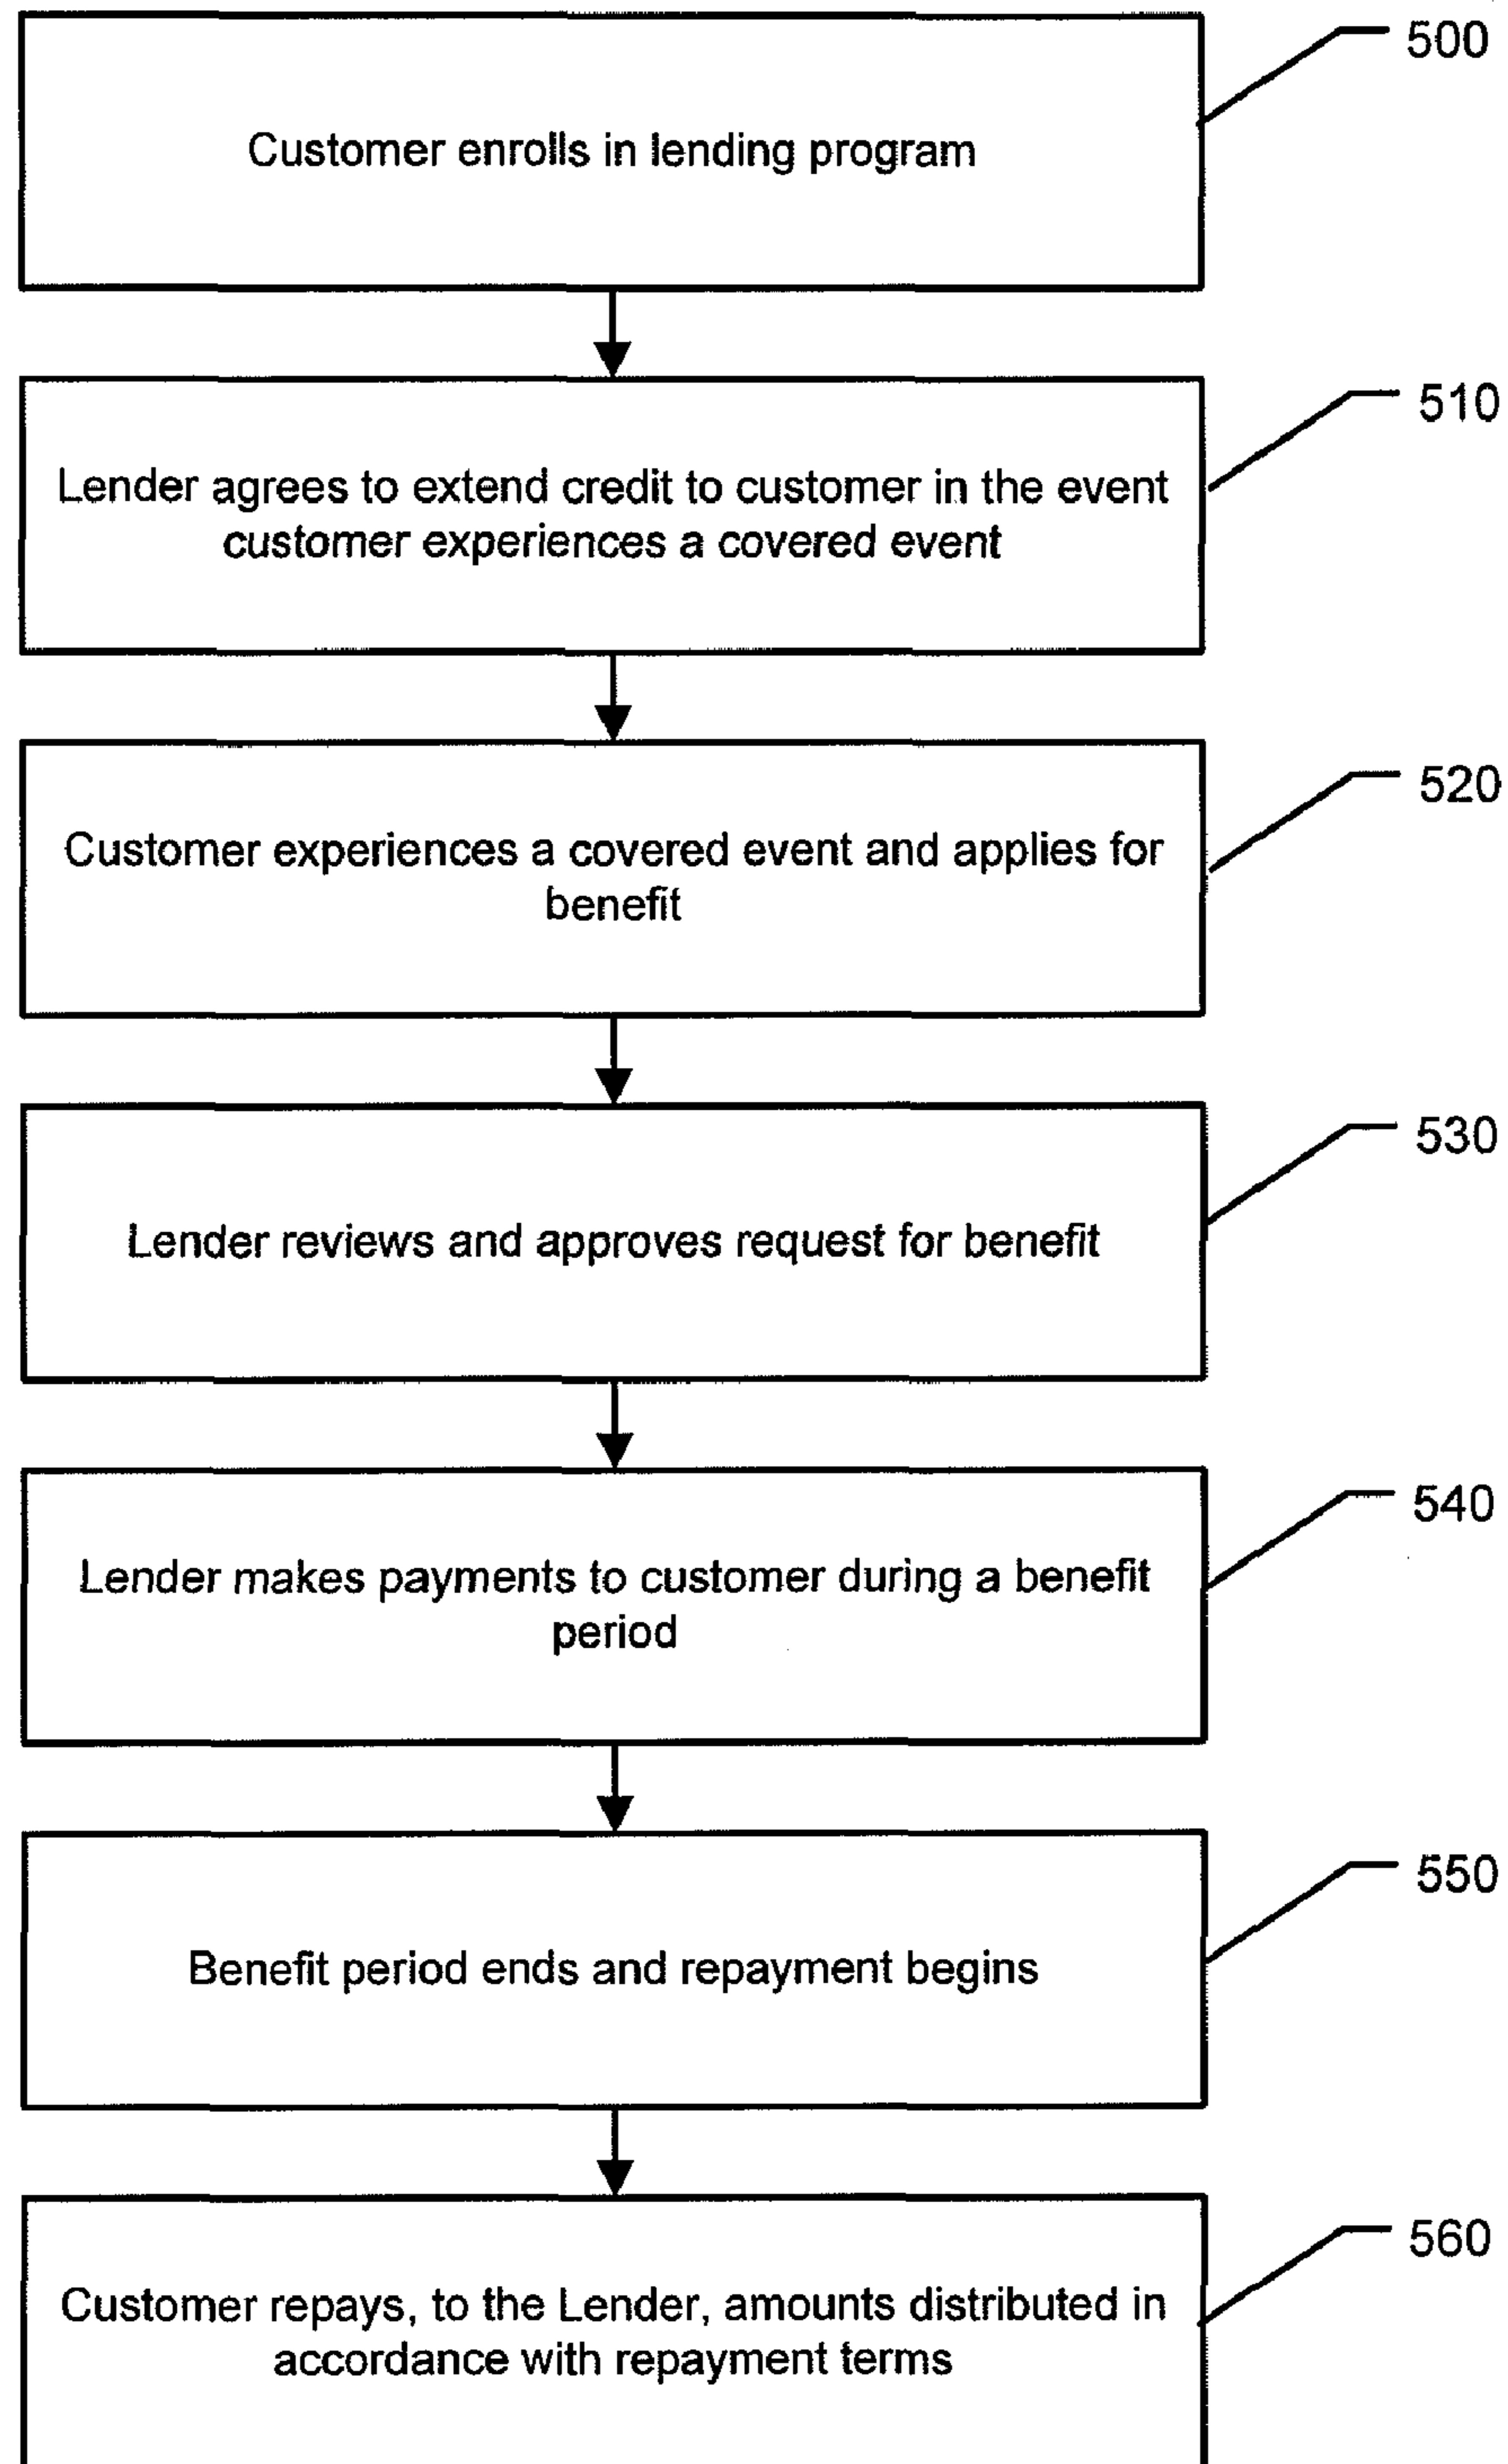 500
Customer enrolls in lending program
510
Lender agrees to extend credit to customer in the event
customer experiences a covered event
520
Customer experiences a covered event and applies for
benefit
530
Lender reviews and approves request for benefit
540
Lender makes payments to customer during a benefit
period
550
Benefit period ends and repayment begins
560
Customer repays, to the Lender, amounts distributed in
accordance with repayment terms